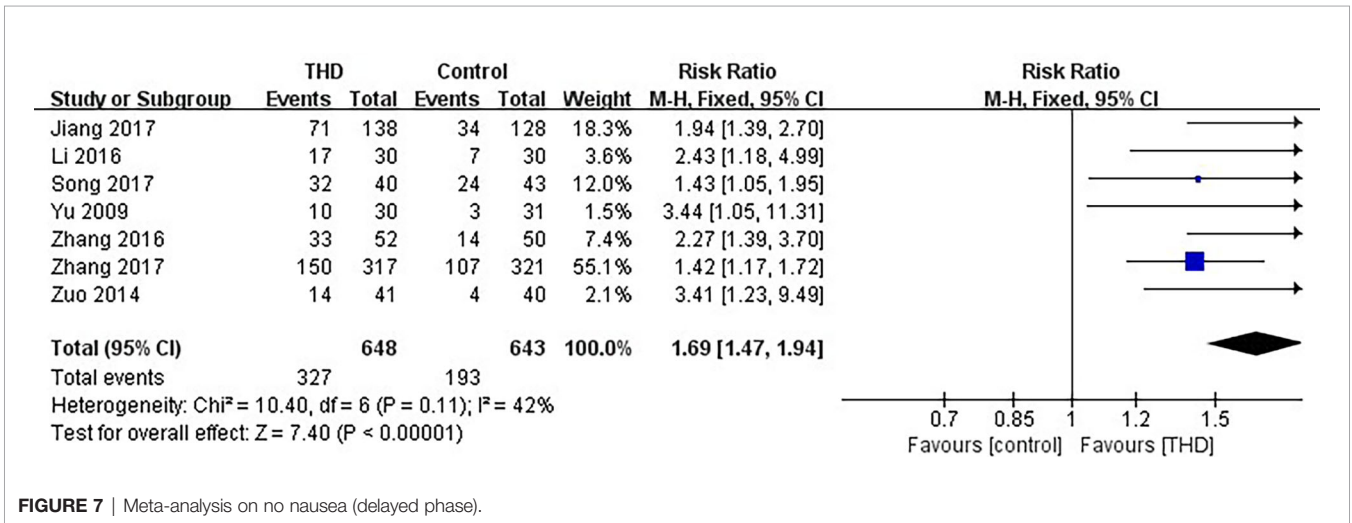 THD Control Risk Ratio Risk Ratio
Study or Subgroup Events Total Events Total Weight M-H, Fixed, 95% CI M-H, Fixed, 95% CI
Jiang 2017 71 138 34 128 18.3% 1.94 [1.39, 2.70]
Li 2016 17 30 7 30 3.6% 2.43 [1.18, 4.99]
Song 2017 32 40 24 43 12.0% 1.43 [1.05, 1.95]
Yu 2009 10 30 3 31 1.5% 3.44 [1.05, 11.31]
Zhang 2016 33 52 14 50 7.4% 2.27 [1.39, 3.70]
Zhang 2017 150 317 107 321 55.1% 1.42 [1.17, 1.72]
Zuo 2014 14 41 4 40 2.1% 3.41 [1.23, 9.49]
Total (95% CI) 648 643 100.0% 1.69 [1.47, 1.94]
Total events 327 193
Heterogeneity: Chi² = 10.40, df = 6 (P = 0.11); I² = 42%
Test for overall effect: Z = 7.40 (P < 0.00001)
0.7 0.85 1 1.2 1.5
Favours [control] Favours [THD]
FIGURE 7 | Meta-analysis on no nausea (delayed phase).